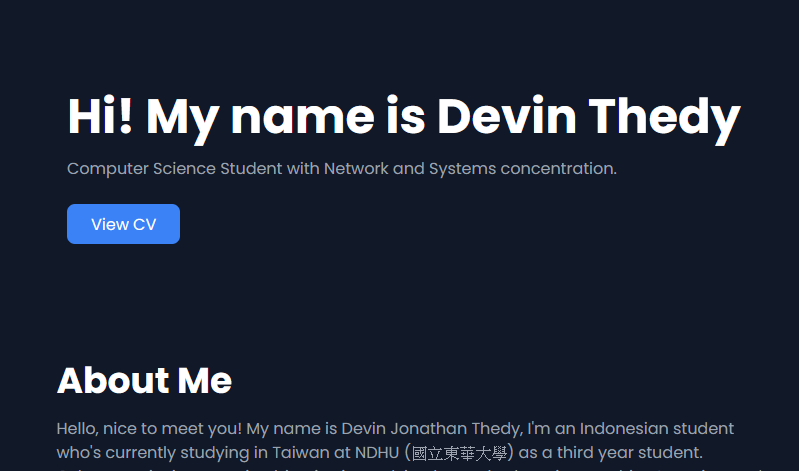 Hi! My name is Devin Thedy
Computer Science Student with Network and Systems concentration.
View CV
About Me
Hello, nice to meet you! My name is Devin Jonathan Thedy, I'm an Indonesian student
who's currently studying in Taiwan at NDHU (國立東華大學) as a third year student.